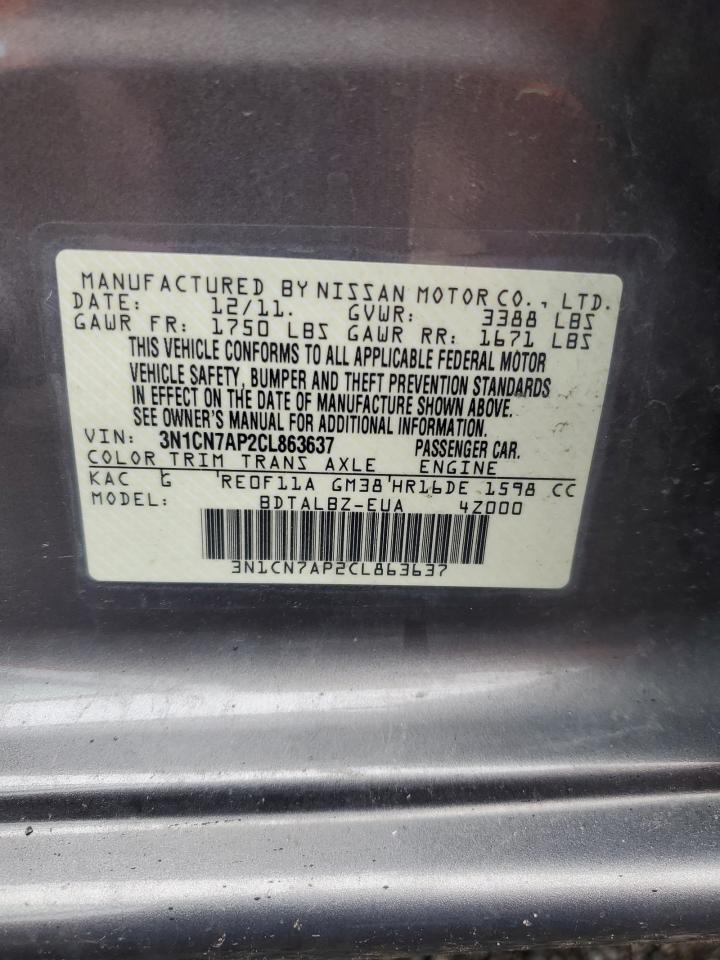 MANUFACTURED BY NISSAN MOTOR CO., LTD.
DATE: 12/11. GVWR: 3388 LBS
GAWR FR: 1750 LBS GAWR RR: 1671 LBS
THIS VEHICLE CONFORMS TO ALL APPLICABLE FEDERAL MOTOR
VEHICLE SAFETY, BUMPER AND THEFT PREVENTION STANDARDS
IN EFFECT ON THE DATE OF MANUFACTURE SHOWN ABOVE.
SEE OWNER'S MANUAL FOR ADDITIONAL INFORMATION.
VIN: 3N1CN7AP2CL863637 PASSENGER CAR.
COLOR TRIM TRANS AXLE ENGINE
KAC G RE0F11A GM38 HR16DE 1598 CC
MODEL: BDTALBZ-EUA 4Z000
3N1CN7AP2CL863637